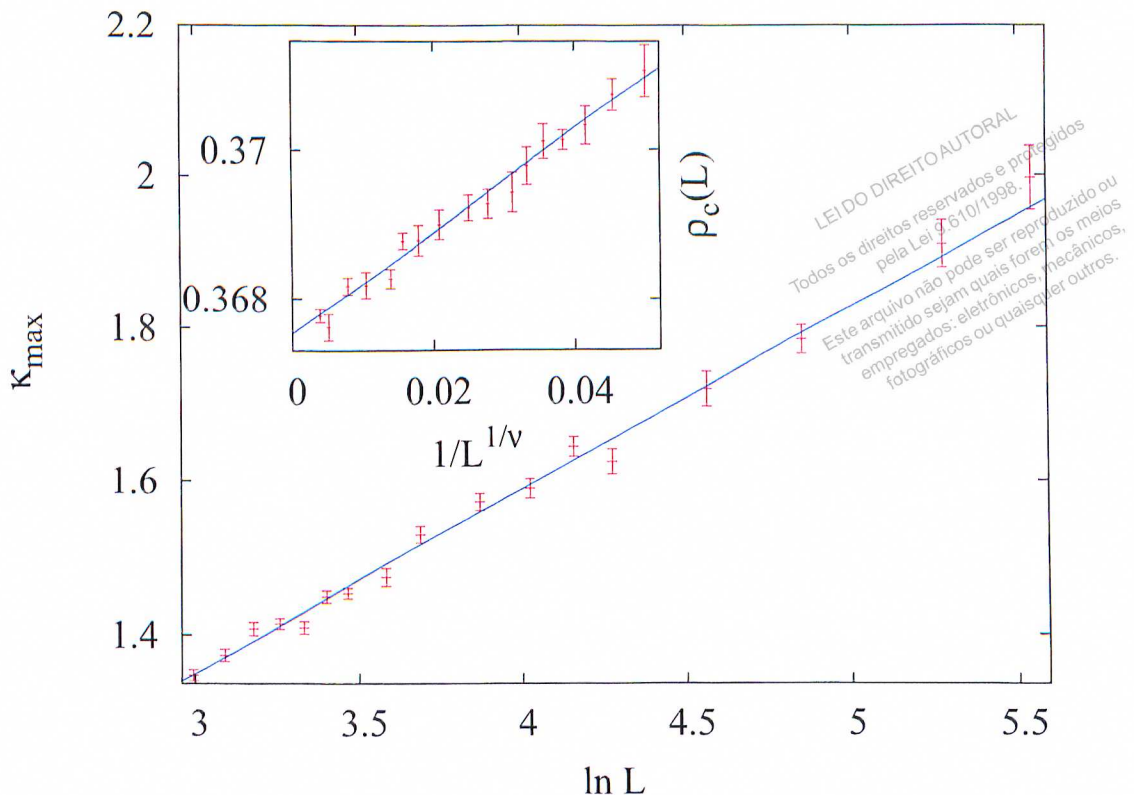 2.2
2
1.8
1.6
1.4
κmax
3
3.5
4
4.5
5
5.5
ln L
0.37
0.368
0
0.02
0.04
1/L^{1/ν}
ρc(L)
LEI DO DIREITO AUTORAL
Todos os direitos reservados e protegidos
pela Lei 9.610/1998.
Este arquivo não pode ser reproduzido ou
transmitido sejam quais forem os meios
empregados: eletrônicos, mecânicos,
fotográficos ou quaisquer outros.